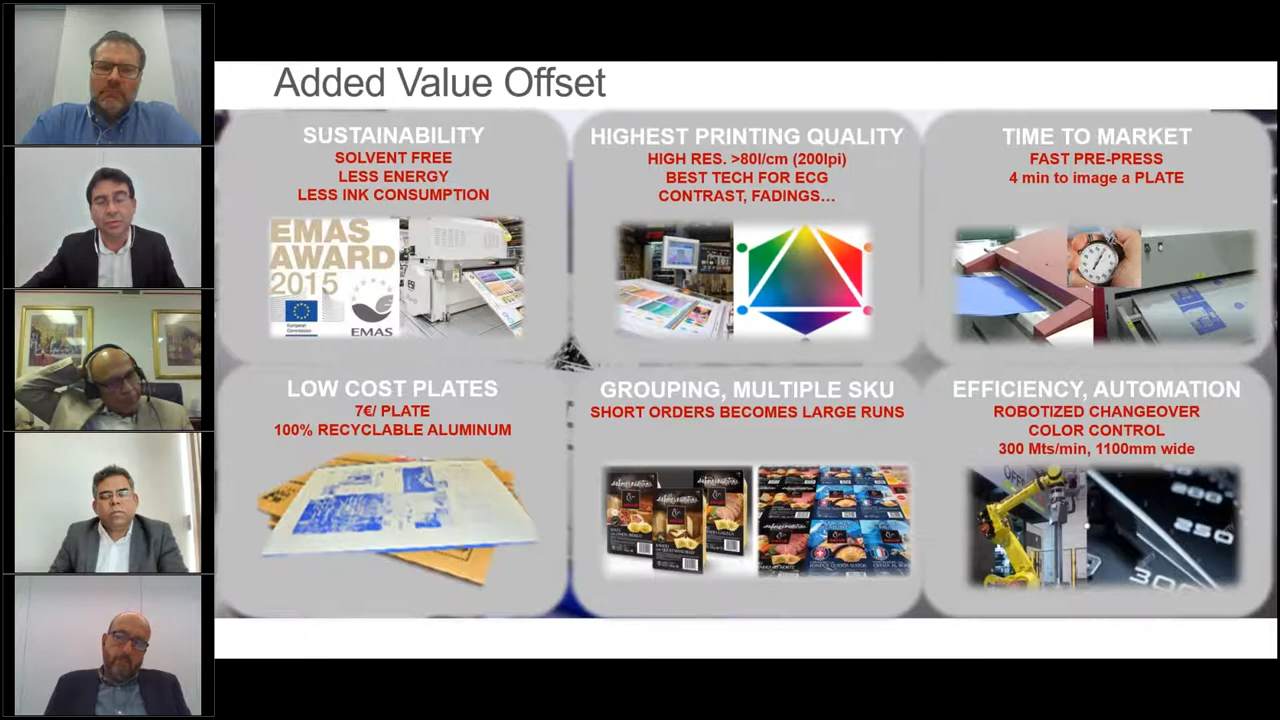 Added Value Offset
SUSTAINABILITY
SOLVENT FREE
LESS ENERGY
LESS INK CONSUMPTION
EMAS
AWARD
2015
European
Commission
EMAS
HIGHEST PRINTING QUALITY
HIGH RES. >80l/cm (200lpi)
BEST TECH FOR ECG
CONTRAST, FADINGS…
TIME TO MARKET
FAST PRE-PRESS
4 min to image a PLATE
LOW COST PLATES
7€/ PLATE
100% RECYCLABLE ALUMINUM
GROUPING, MULTIPLE SKU
SHORT ORDERS BECOMES LARGE RUNS
EFFICIENCY, AUTOMATION
ROBOTIZED CHANGEOVER
COLOR CONTROL
300 Mts/min, 1100mm wide
OFFS
200
250
300